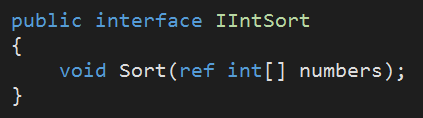 public interface IIntSort
{
    void Sort(ref int[] numbers);
}